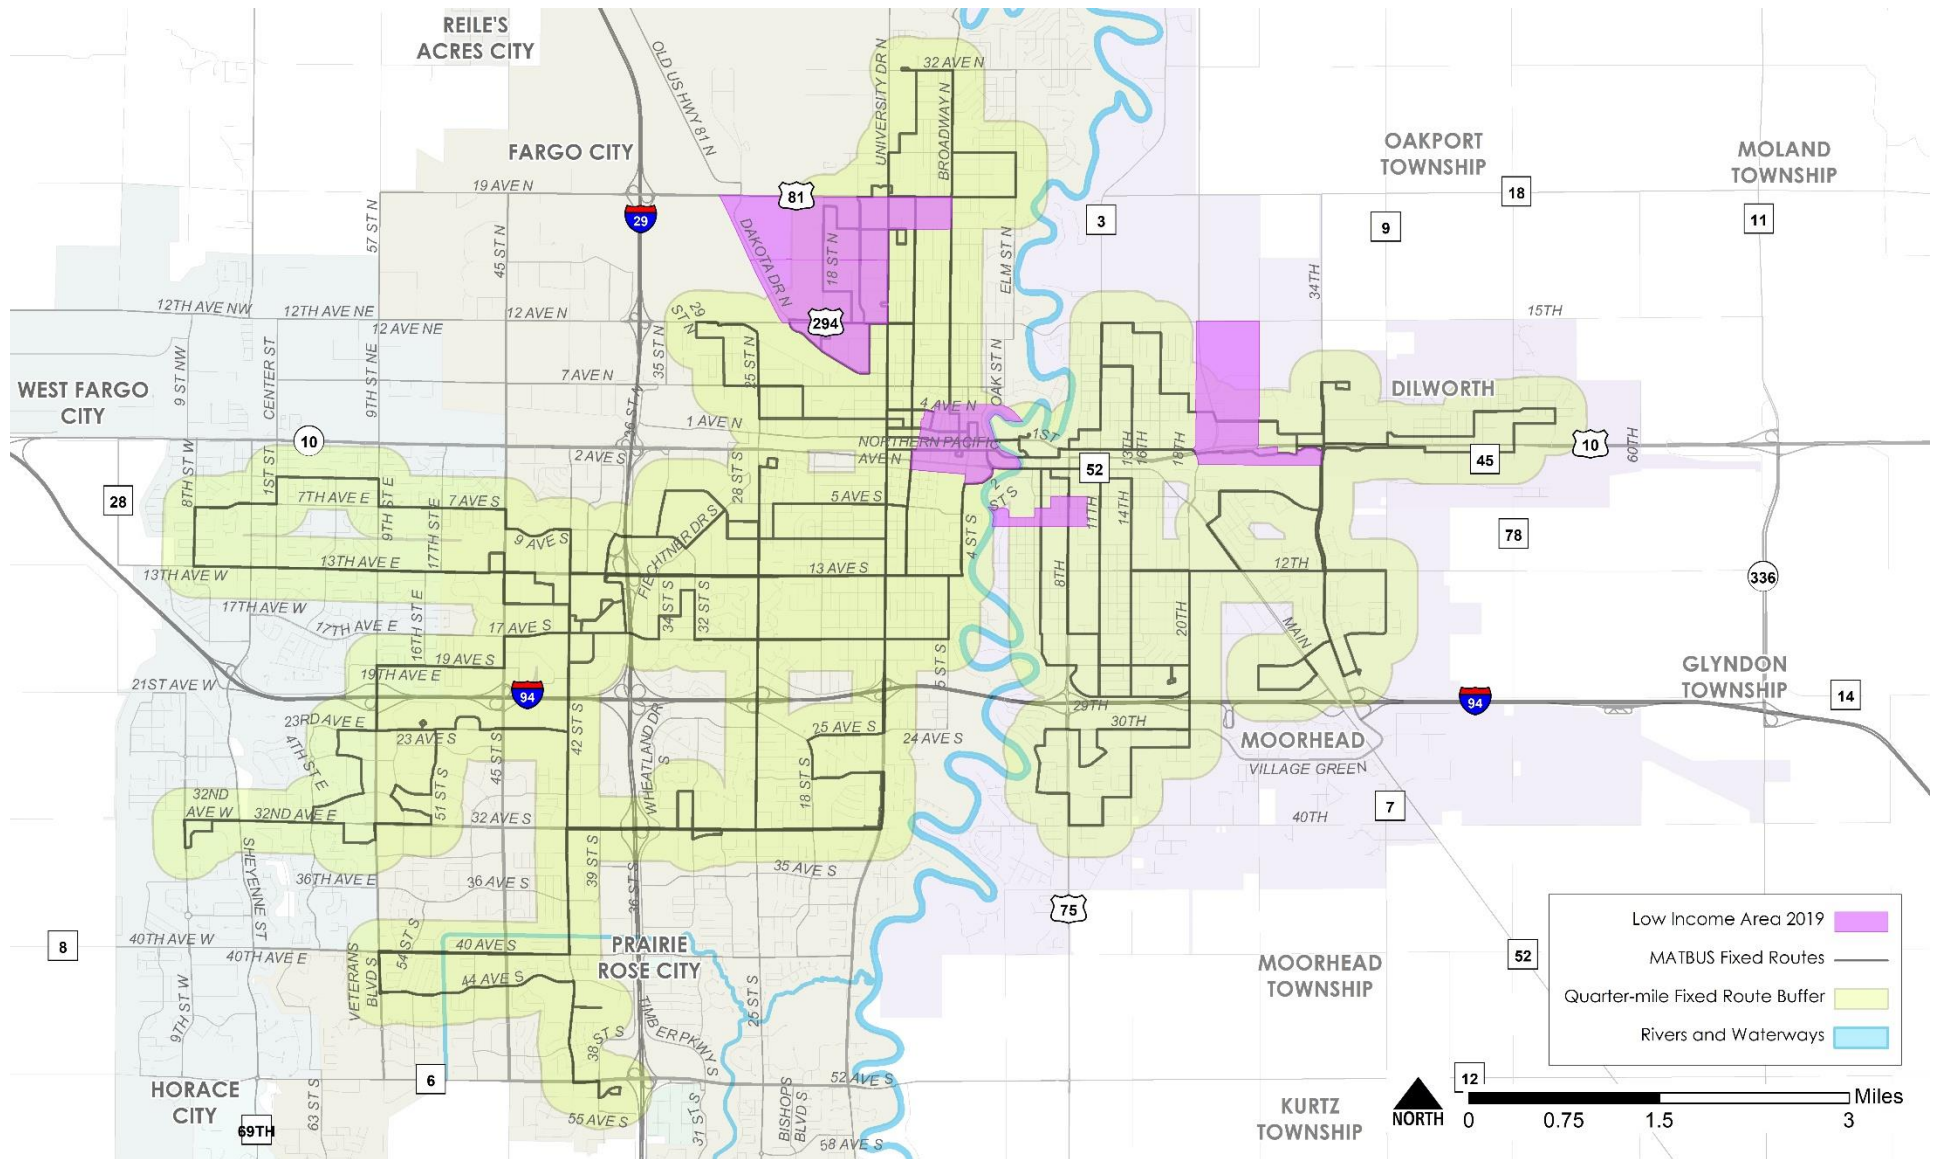 REILE'S
ACRES CITY
OLD US HWY 81 N
UNIVERSITY DR N
32 AVE N
BROADWAY N
FARGO CITY
OAKPORT
TOWNSHIP
MOLAND
TOWNSHIP
19 AVE N
81
18
29
3
9
11
57 ST N
45 ST N
DAKOTA DR N
18 ST N
ELM ST N
34TH
12TH AVE NW
12TH AVE NE
12 AVE NE
12 AVE N
29
ST N
294
15TH
9 ST NW
CENTER ST
9TH ST NE
35 ST N
25 ST N
OAK ST N
7 AVE N
WEST FARGO
CITY
DILWORTH
4 AVE N
36 ST N
1 AVE N
NORTHERN PACIFIC
AVE N
1ST
13TH
16TH
18TH
10
10
60TH
2 AVE S
52
45
8TH ST W
1ST ST
28 ST S
28
7TH AVE E
7 AVE S
5 AVE S
2
ST S
11TH
14TH
9TH ST E
17TH ST E
9 AVE S
FIECHTNER DR S
4 ST S
78
13TH AVE W
13TH AVE E
13 AVE S
8TH
12TH
336
17TH AVE W
17TH AVE E
16TH ST E
17 AVE S
34 ST S
32 ST S
20TH
MAIN
19 AVE S
19TH AVE E
5 ST S
GLYNDON
TOWNSHIP
21ST AVE W
94
94
14
29TH
23RD AVE E
4TH ST E
23 AVE S
42 ST S
WHEATLAND DR
S
25 AVE S
24 AVE S
30TH
MOORHEAD
VILLAGE GREEN
45 ST S
51 ST S
18 ST S
32ND
AVE W
32ND AVE E
32 AVE S
7
40TH
SHEYENNE ST
39 ST S
36 ST S
35 AVE S
36TH AVE E
36 AVE S
75
Low Income Area 2019
8
40TH AVE W
40TH AVE E
54 ST S
40 AVE S
PRAIRIE
ROSE CITY
MOORHEAD
TOWNSHIP
52
MATBUS Fixed Routes
VETERANS
BLVD S
44 AVE S
9TH ST W
25 ST S
Quarter-mile Fixed Route Buffer
38 ST S
TIMBER PKWY S
Rivers and Waterways
HORACE
CITY
6
52 AVE S
12
63 ST S
69TH
55 AVE S
31 ST S
BISHOPS
BLVD S
58 AVE S
KURTZ
TOWNSHIP
NORTH
Miles
0 0.75 1.5 3